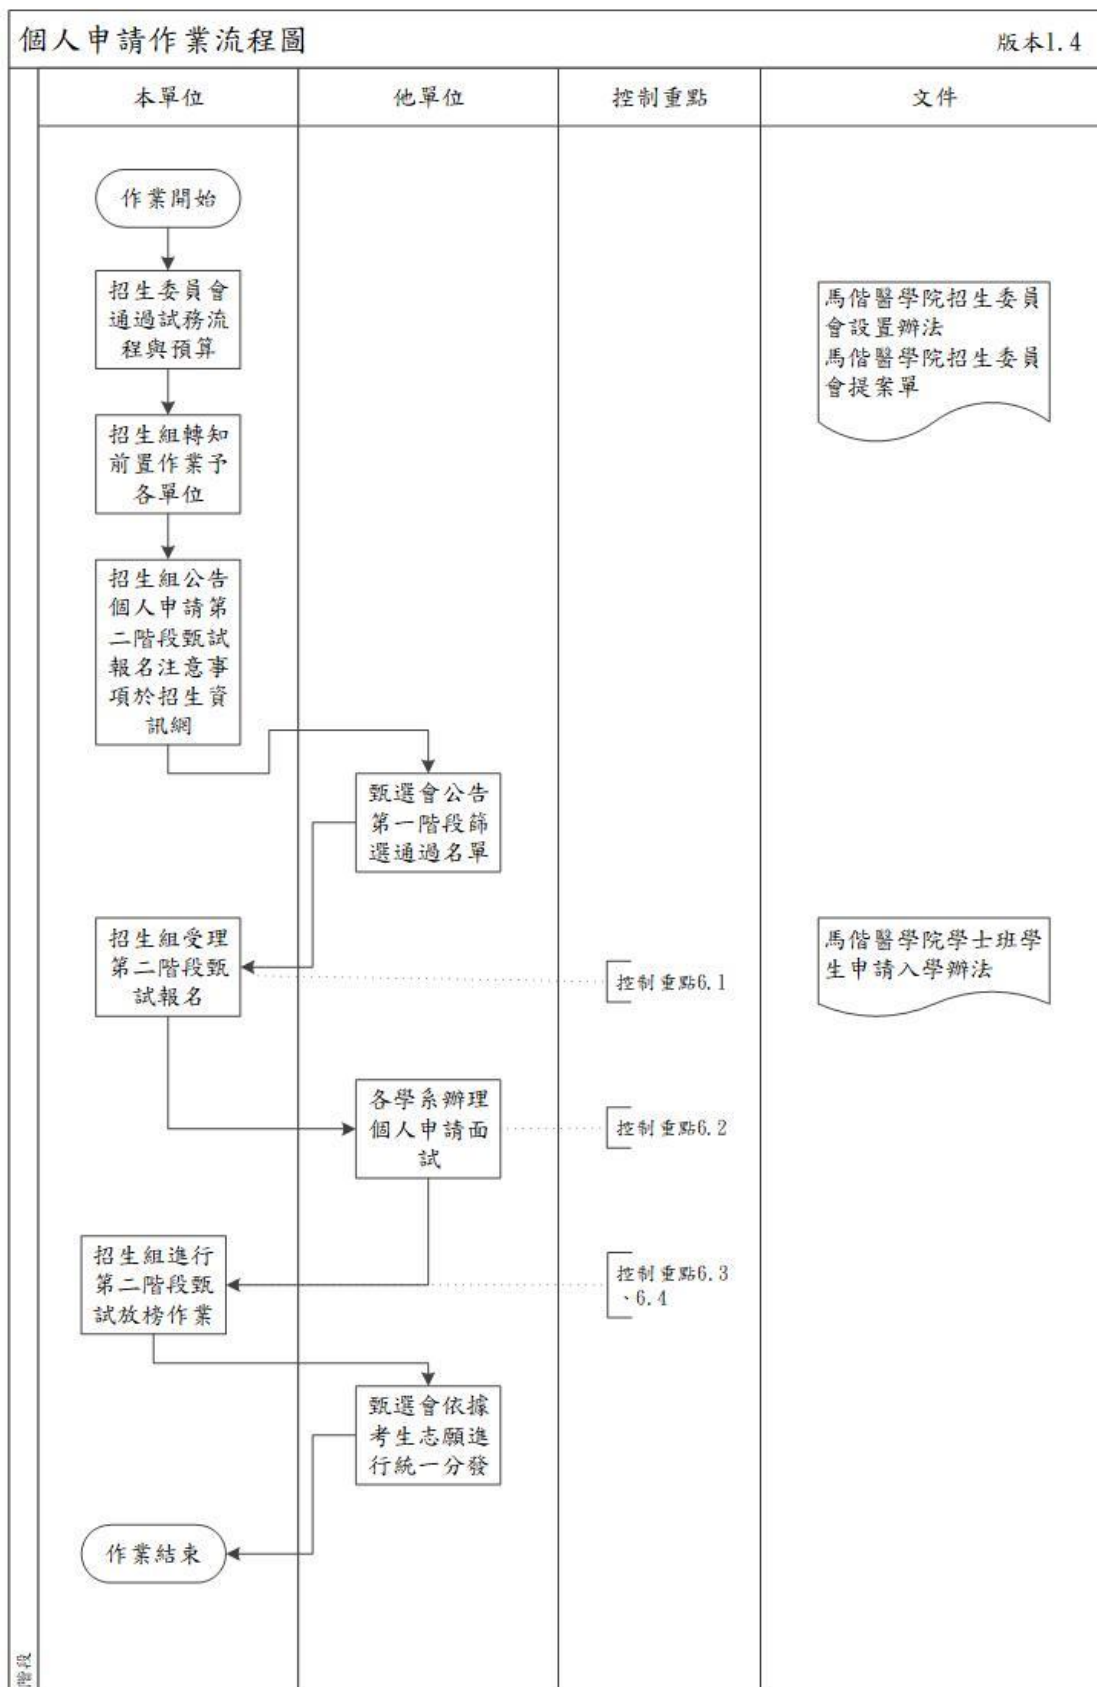 個人申請作業流程圖
版本1.4
本單位
他單位
控制重點
文件
作業開始
招生委員會
通過試務流
程與預算
馬偕醫學院招生委員
會設置辦法
馬偕醫學院招生委員
會提案單
招生組轉知
前置作業予
各單位
招生組公告
個人申請第
二階段甄試
報名注意事
項於招生資
訊網
甄選會公告
第一階段篩
選通過名單
招生組受理
第二階段甄
試報名
控制重點6.1
馬偕醫學院學士班學
生申請入學辦法
各學系辦理
個人申請面
試
控制重點6.2
招生組進行
第二階段甄
試放榜作業
控制重點6.3
、6.4
甄選會依據
考生志願進
行統一分發
作業結束
階段